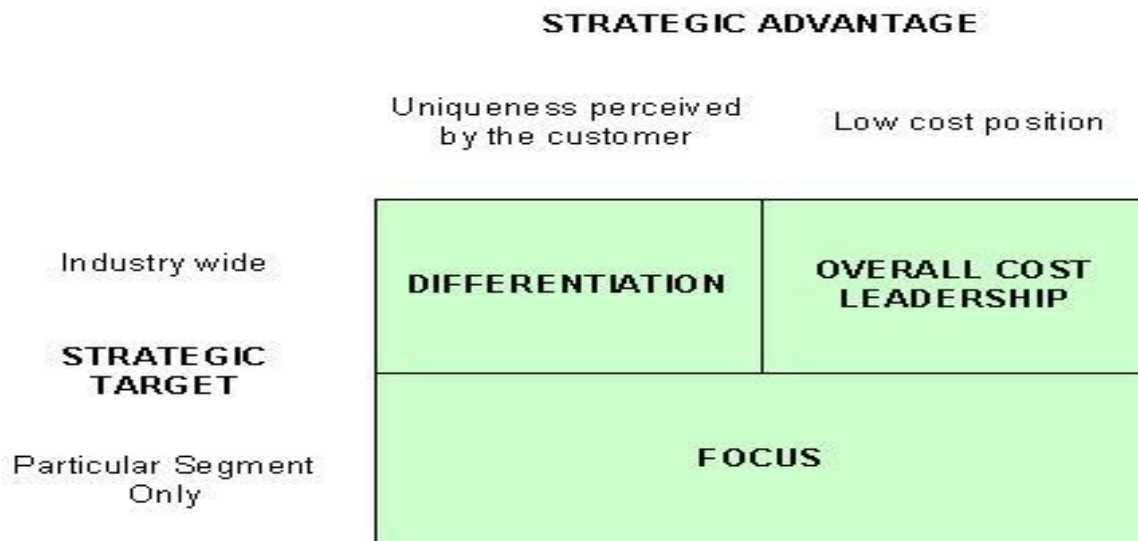 STRATEGIC ADVANTAGE
Uniqueness perceived
by the customer
Low cost position
Industry wide
DIFFERENTIATION
OVERALL COST
LEADERSHIP
STRATEGIC
TARGET
Particular Segment
Only
FOCUS